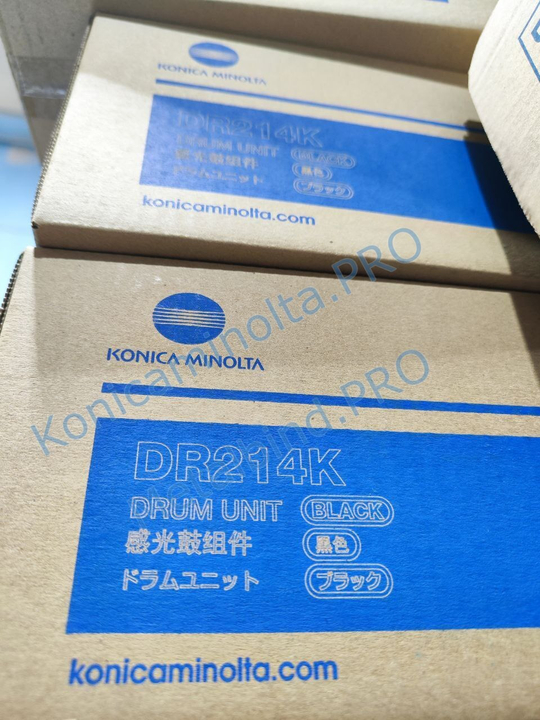 KONICA MINOLTA
DR214K
DRUM UNIT BLACK
感光鼓组件 黑色
ドラムユニット ブラック
konicaminolta.com
KONICA MINOLTA
DR214K
DRUM UNIT BLACK
感光鼓组件 黑色
ドラムユニット ブラック
konicaminolta.com
Konicaminolta.PRO